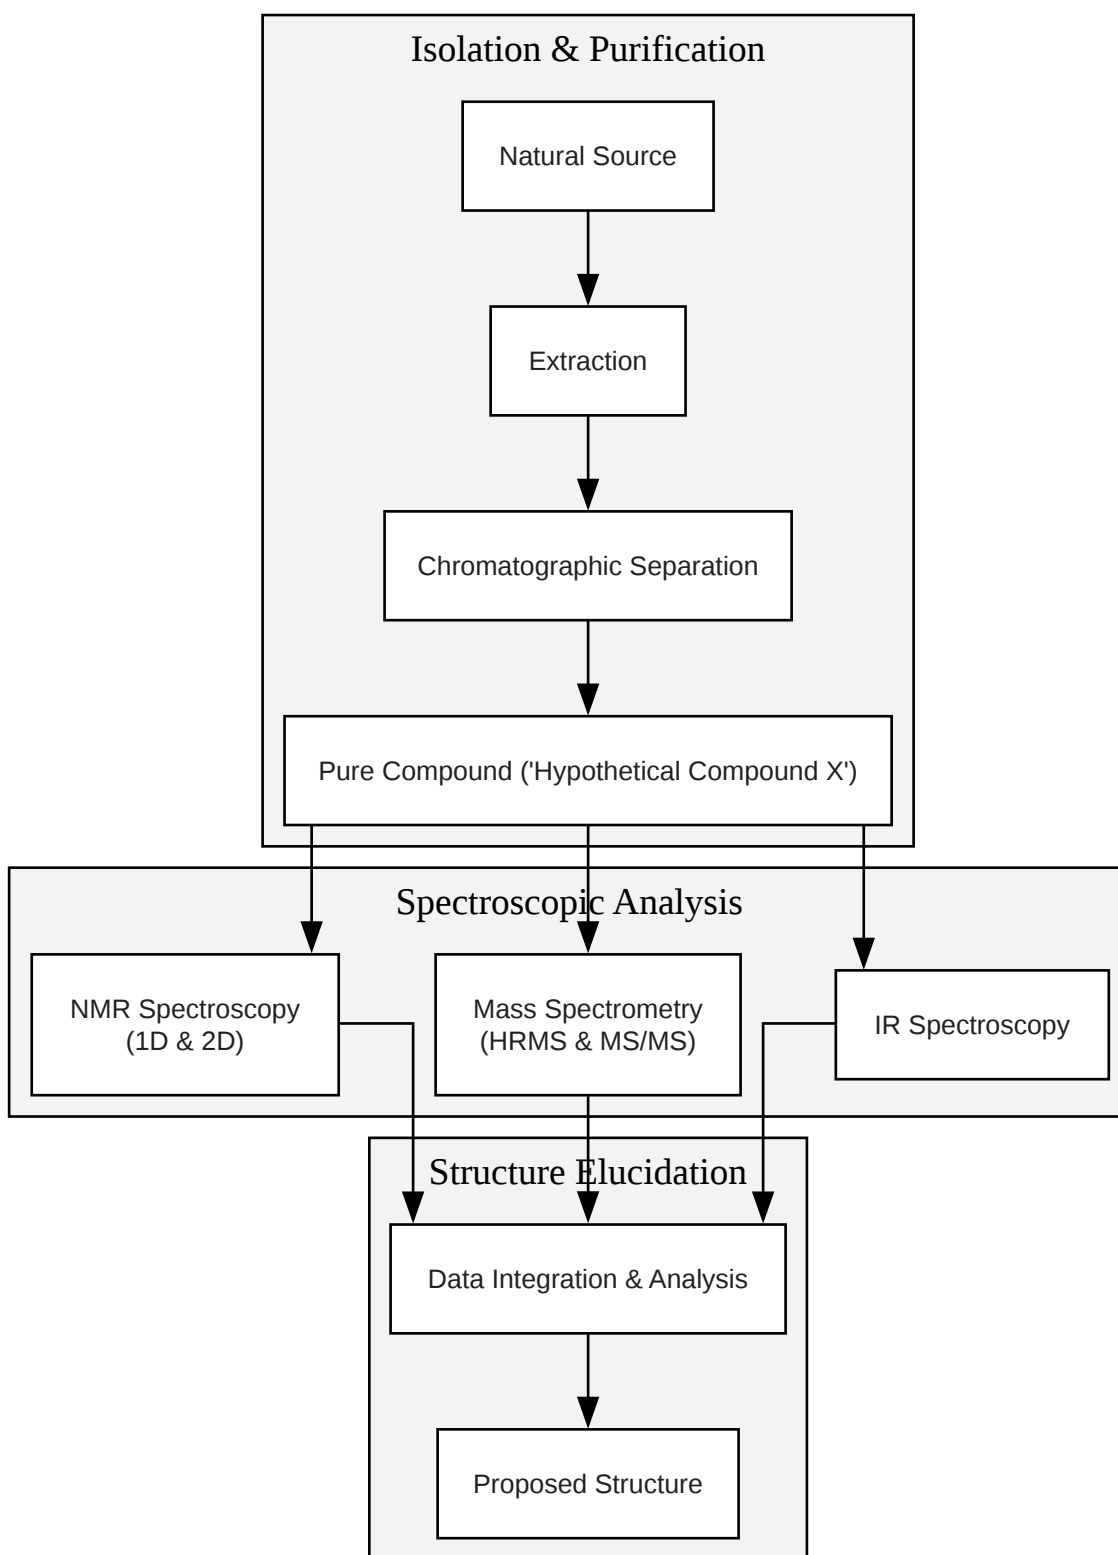 Isolation & Purification
Natural Source
Extraction
Chromatographic Separation
Pure Compound ('Hypothetical Compound X')
Spectroscopic Analysis
NMR Spectroscopy
(1D & 2D)
Mass Spectrometry
(HRMS & MS/MS)
IR Spectroscopy
Structure Elucidation
Data Integration & Analysis
Proposed Structure